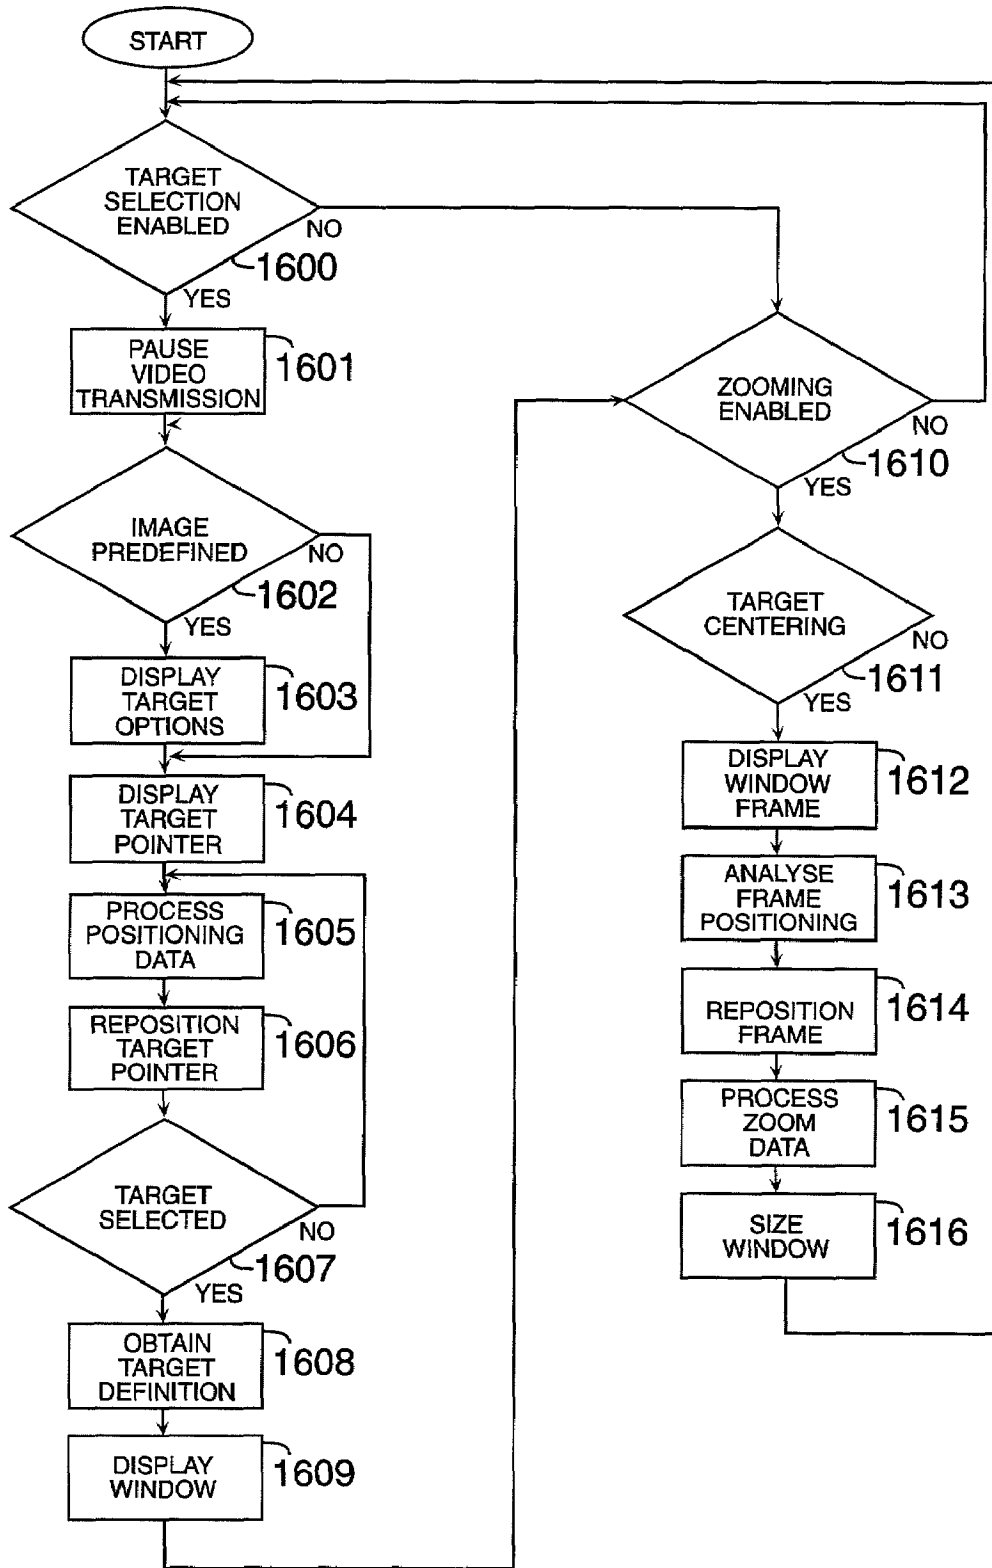 START
TARGET
SELECTION
ENABLED
NO
1600
YES
PAUSE
VIDEO
TRANSMISSION
1601
IMAGE
PREDEFINED
NO
1602
YES
DISPLAY
TARGET
OPTIONS
1603
DISPLAY
TARGET
POINTER
1604
PROCESS
POSITIONING
DATA
1605
REPOSITION
TARGET
POINTER
1606
TARGET
SELECTED
NO
1607
YES
OBTAIN
TARGET
DEFINITION
1608
DISPLAY
WINDOW
1609
ZOOMING
ENABLED
NO
1610
YES
TARGET
CENTERING
NO
1611
YES
DISPLAY
WINDOW
FRAME
1612
ANALYSE
FRAME
POSITIONING
1613
REPOSITION
FRAME
1614
PROCESS
ZOOM
DATA
1615
SIZE
WINDOW
1616